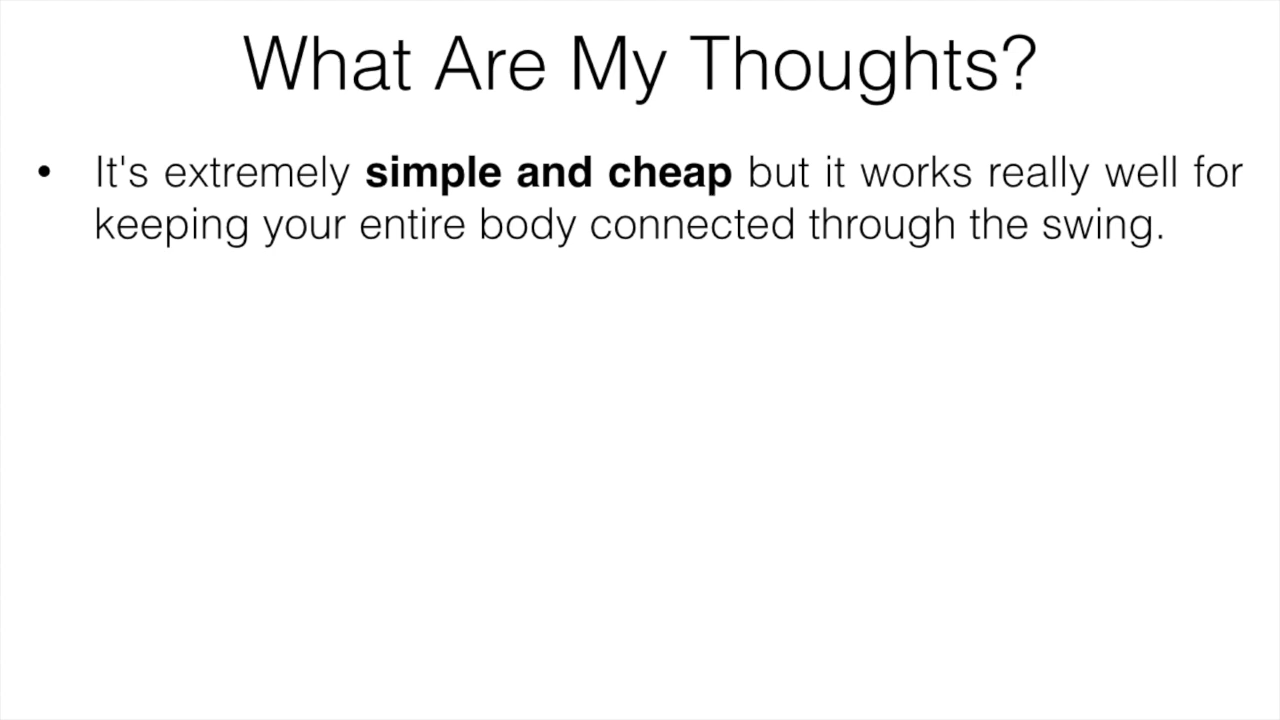 What Are My Thoughts?
• It's extremely simple and cheap but it works really well for
keeping your entire body connected through the swing.